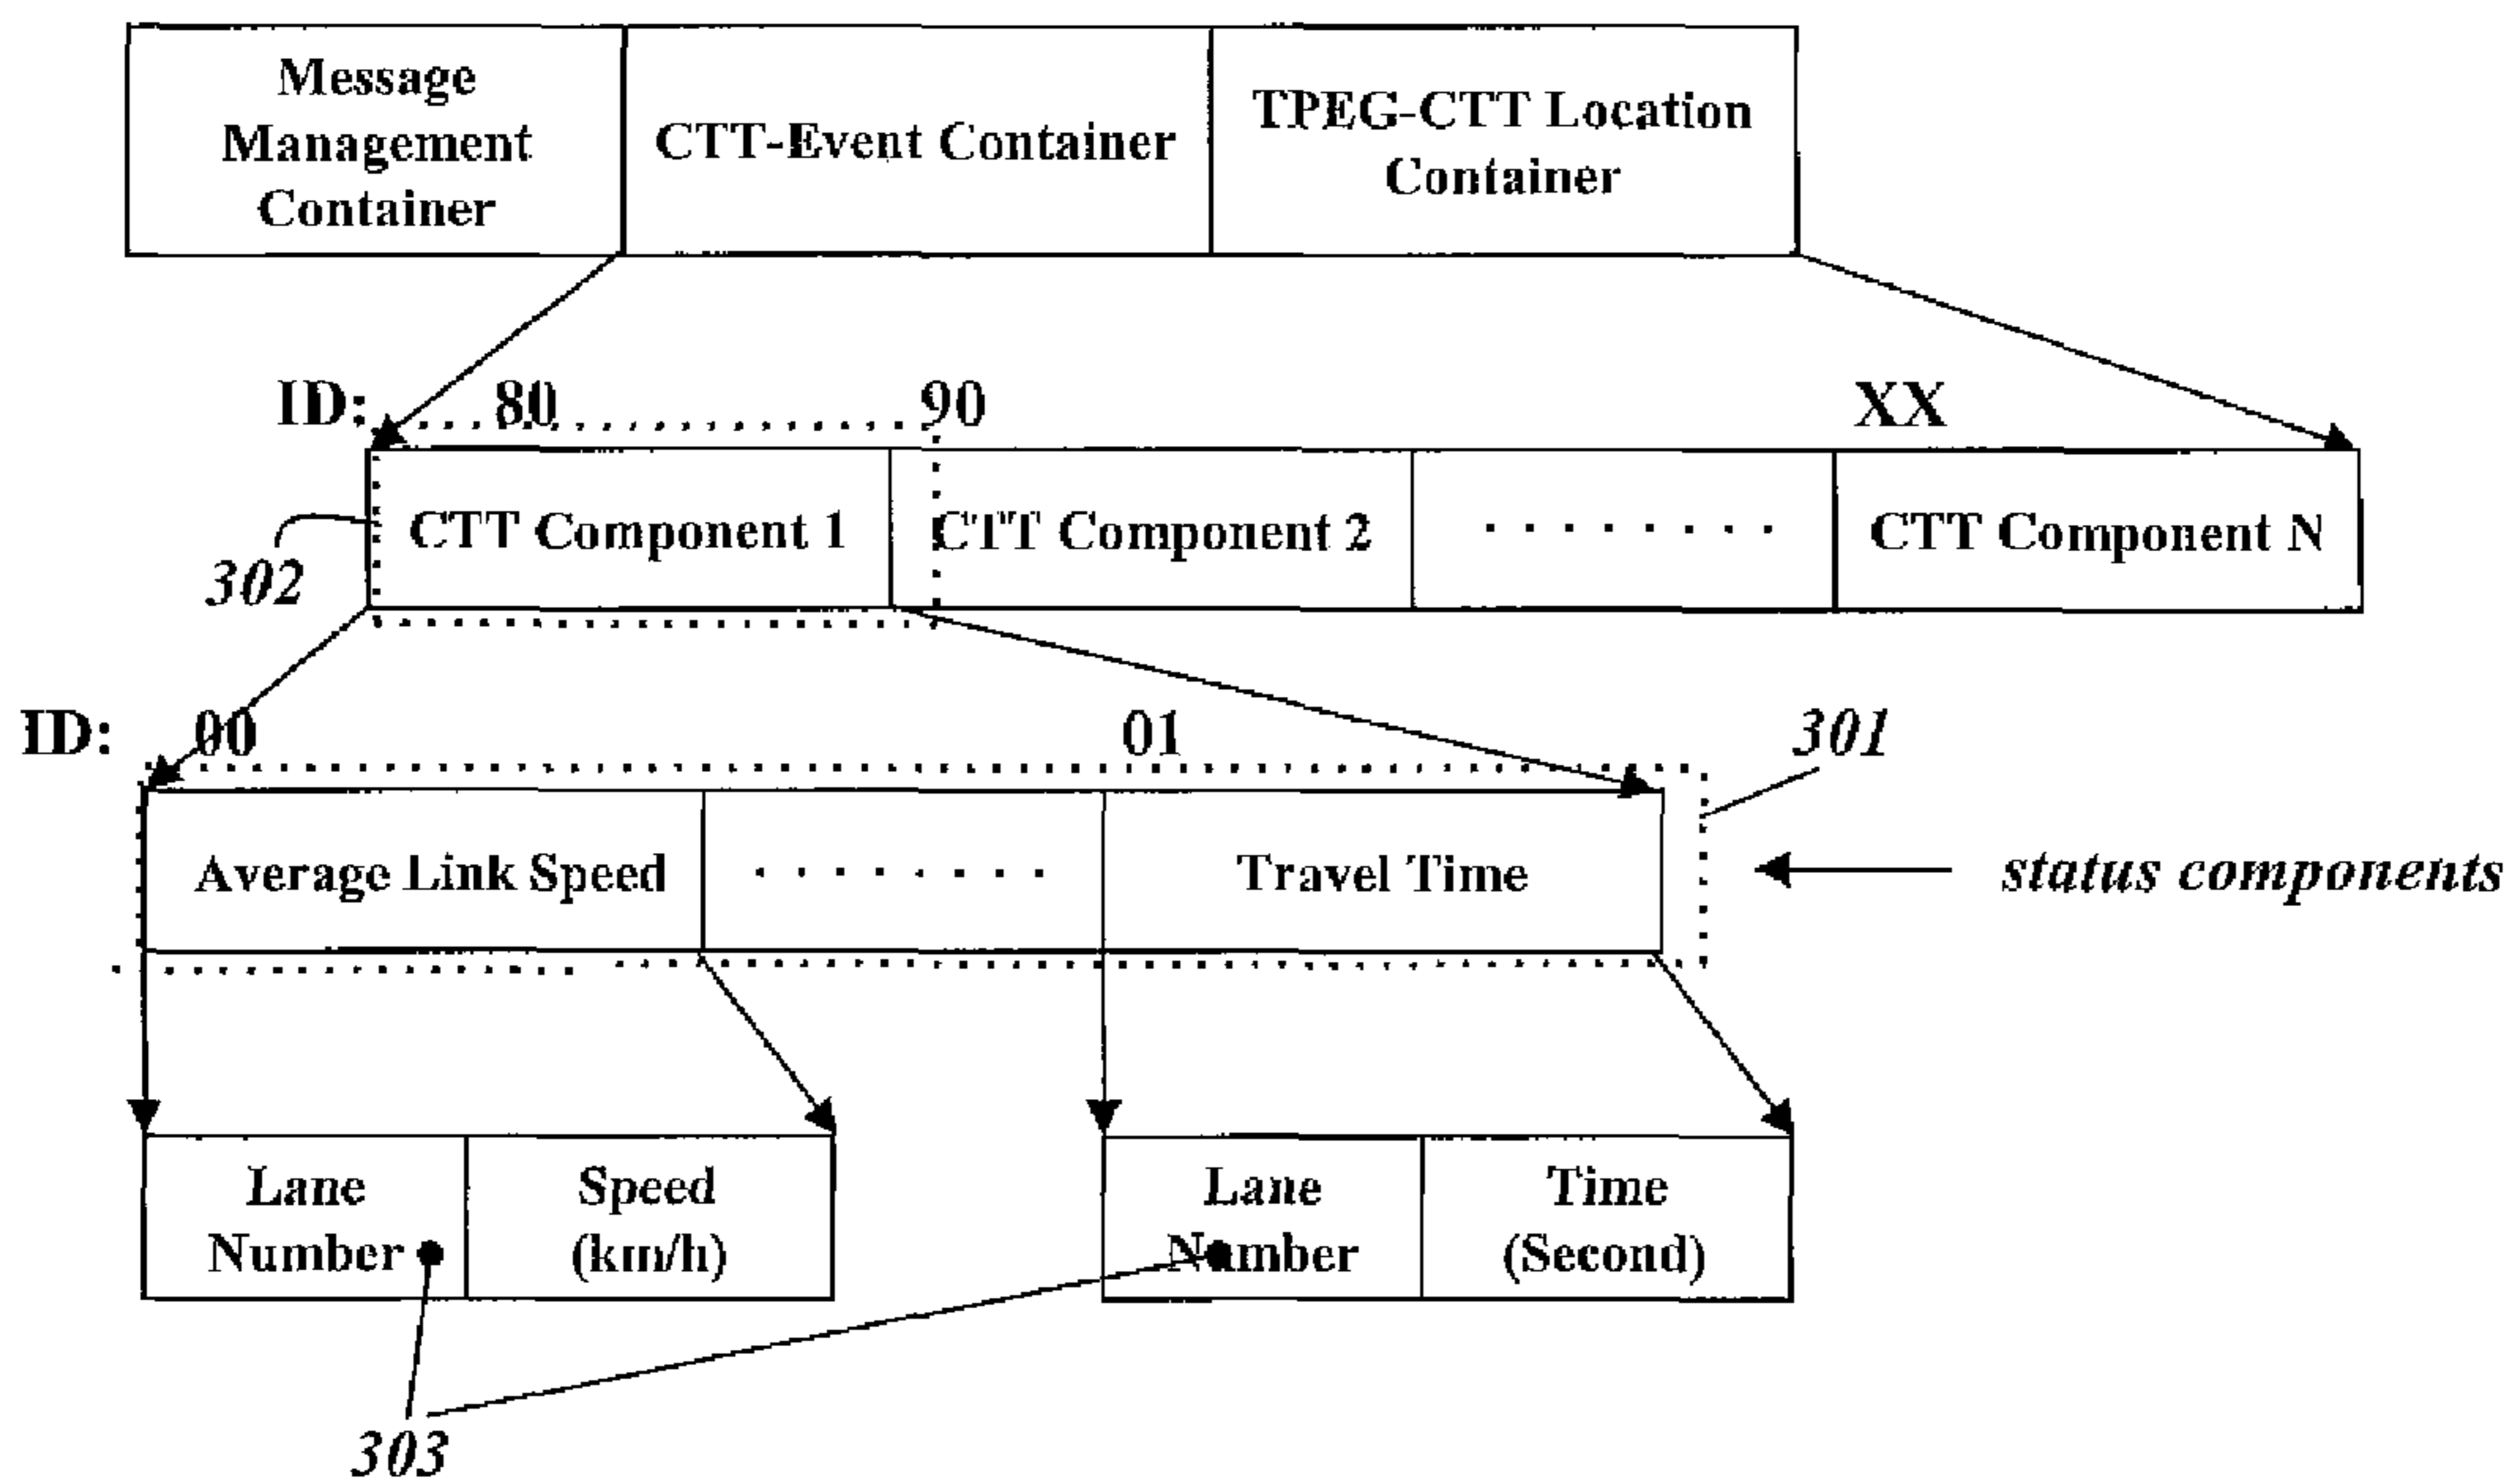 Message
Management
Container
CTT-Event Container
TPEG-CTT Location
Container
ID: 80 90 XX
CTT Component 1
CTT Component 2
........
CTT Component N
302
ID: 00 01
301
Average Link Speed
........
Travel Time
status components
Lane
Number
Speed
(km/h)
Lane
Number
Time
(Second)
303